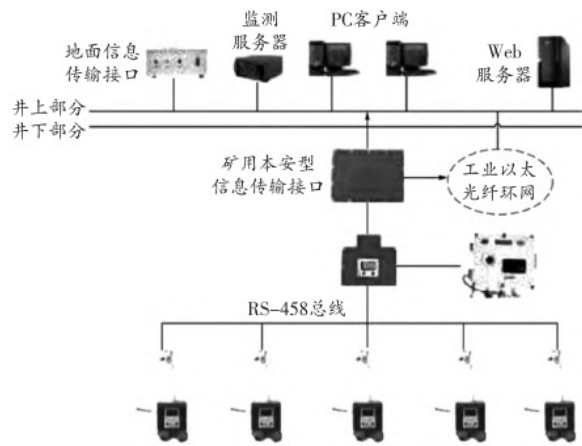 地面信息
传输接口
监测
服务器
PC客户端
Web
服务器
井上部分
井下部分
矿用本安型
信息传输接口
工业以太
光纤环网
RS-458总线